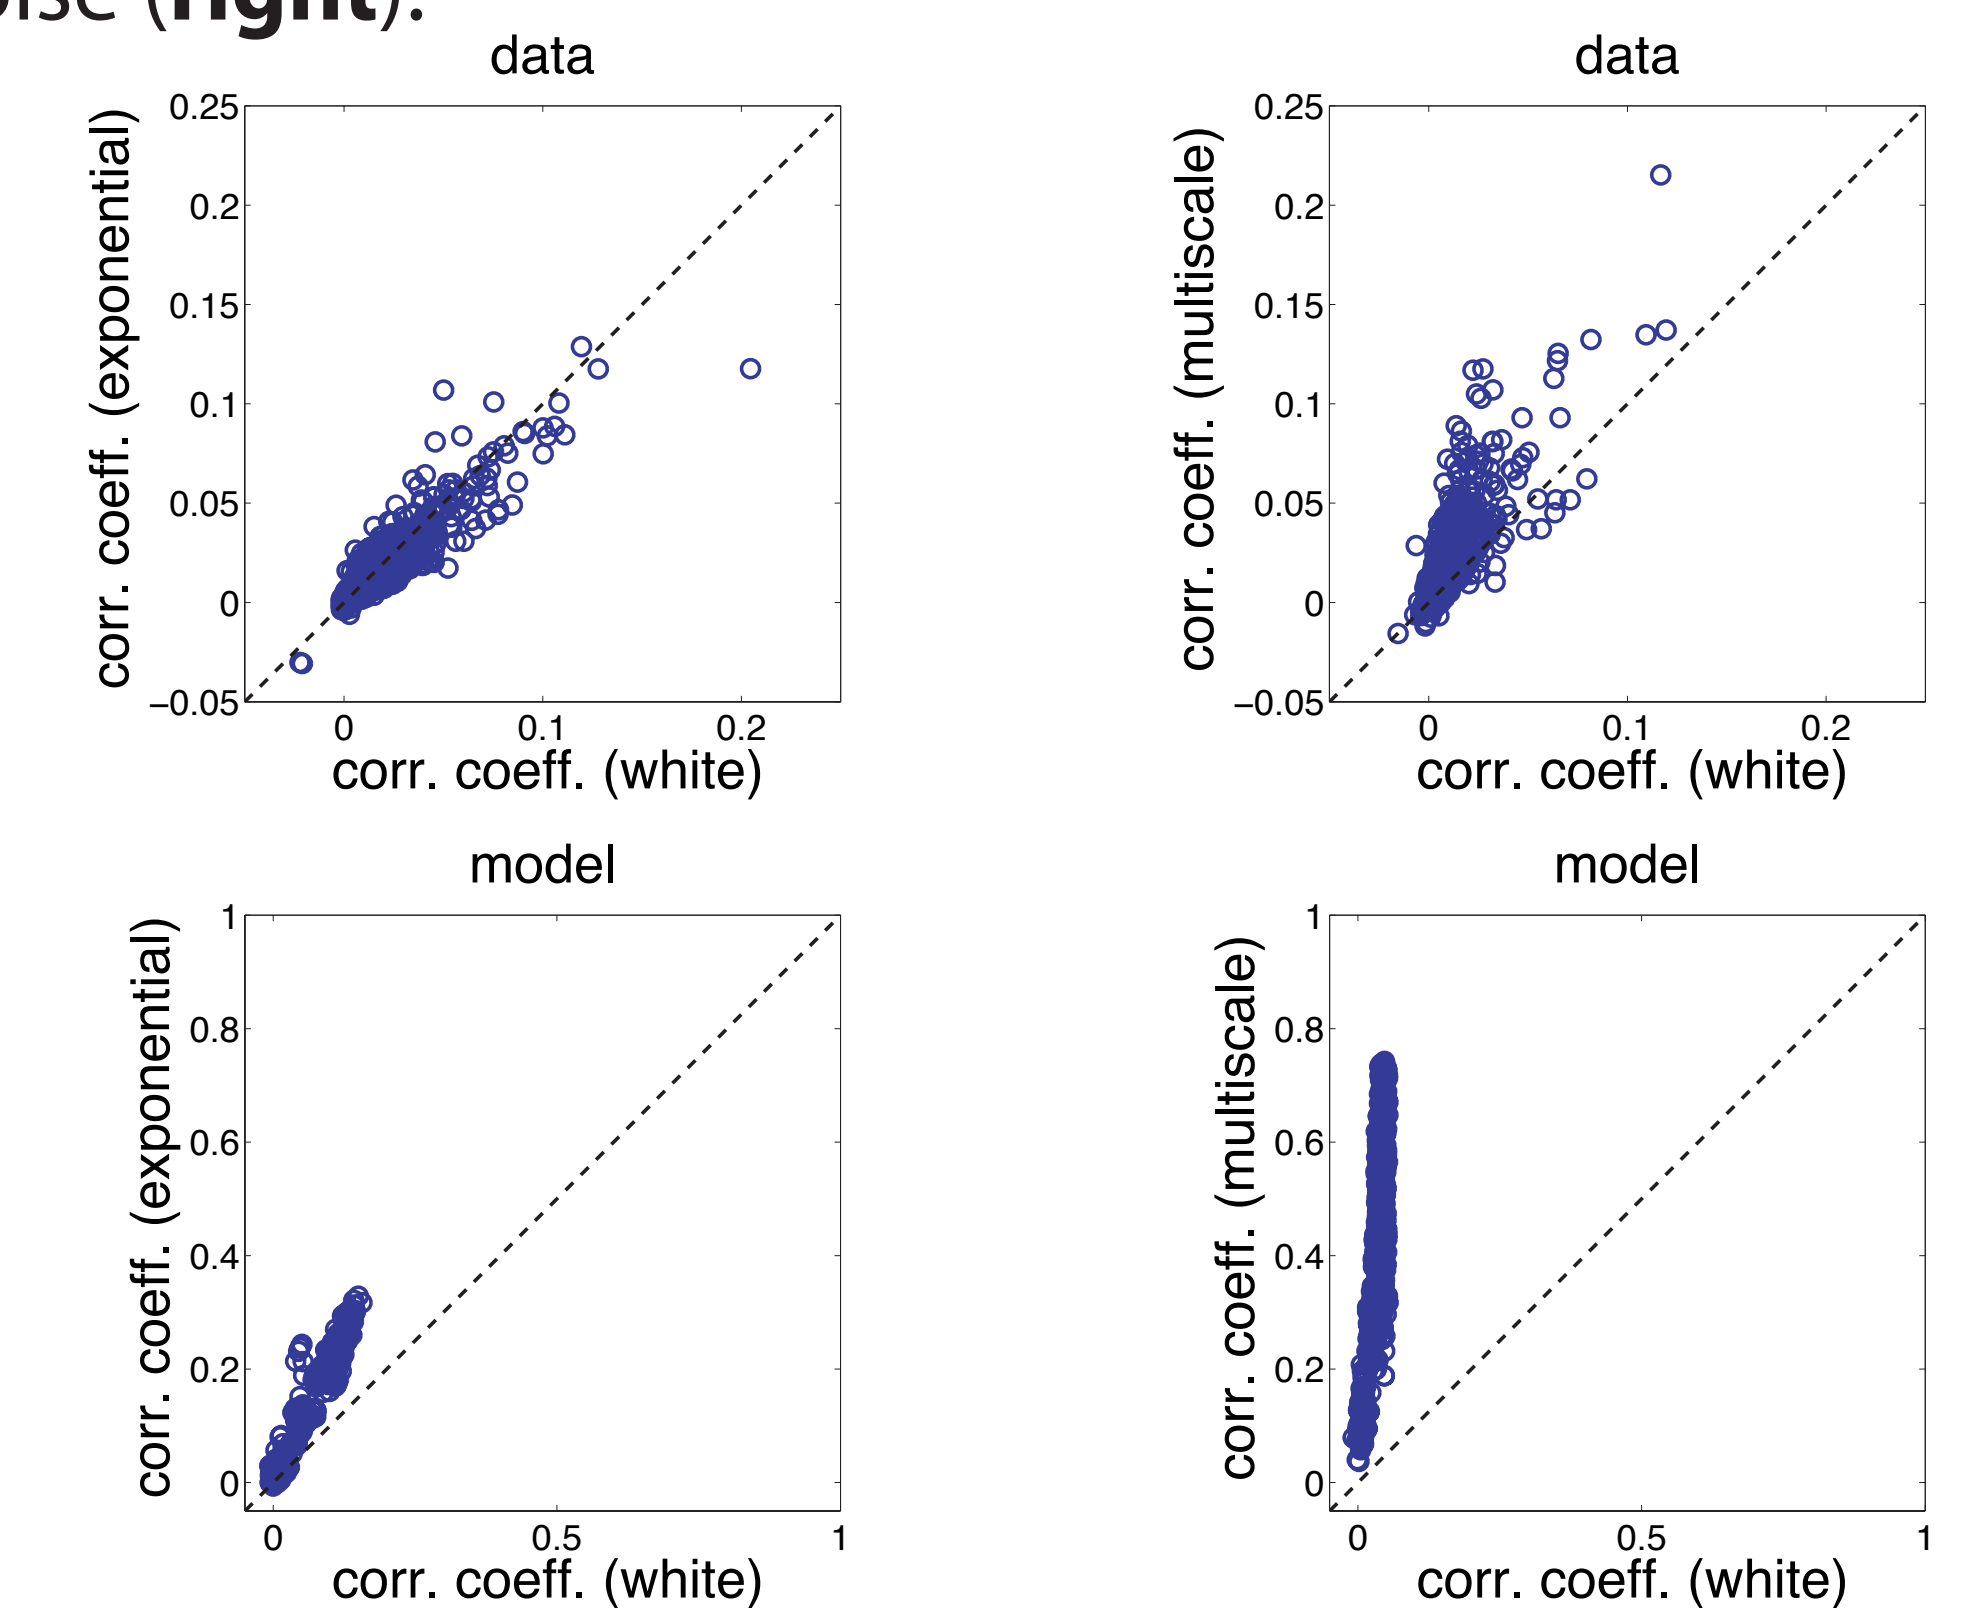 (right).
data
data
0.25
0.2
0.15
0.1
0.05
0
−0.05
0
0.1
0.2
corr. coeff. (exponential)
corr. coeff. (white)
0.25
0.2
0.15
0.1
0.05
0
−0.05
0
0.1
0.2
corr. coeff. (multiscale)
corr. coeff. (white)
model
model
1
0.8
0.6
0.4
0.2
0
0
0.5
1
corr. coeff. (exponential)
corr. coeff. (white)
1
0.8
0.6
0.4
0.2
0
0
0.5
1
corr. coeff. (multiscale)
corr. coeff. (white)